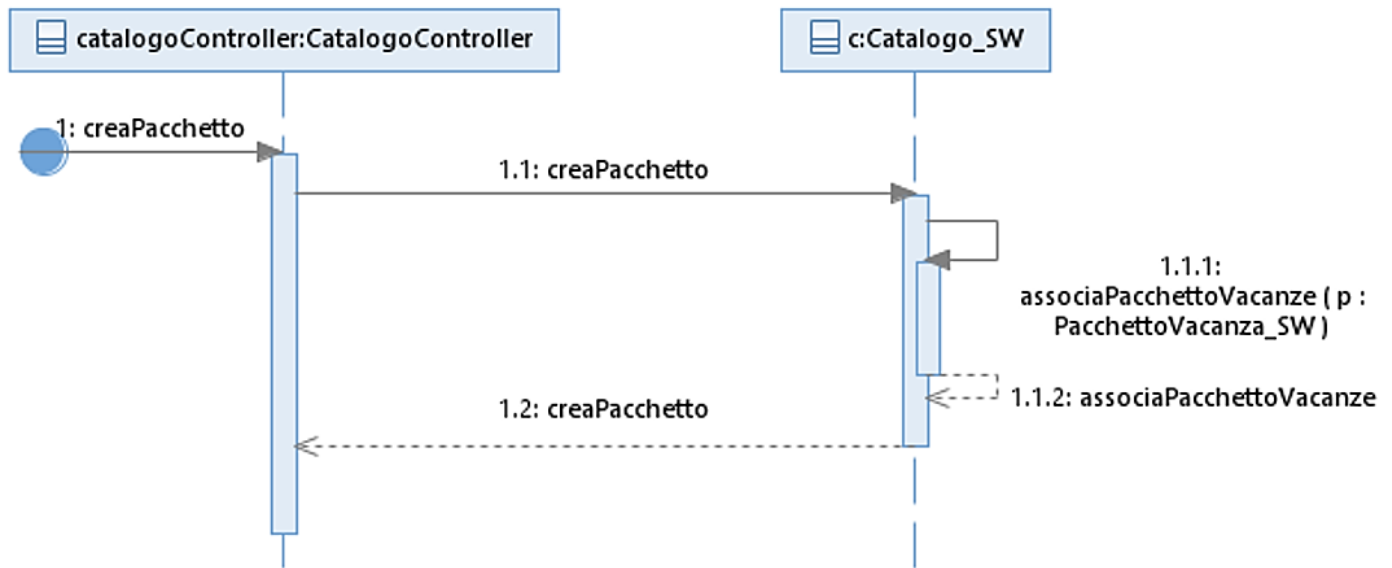 catalogoController:CatalogoController
c:Catalogo_SW
1: creaPacchetto
1.1: creaPacchetto
1.1.1:
associaPacchettoVacanze ( p :
PacchettoVacanza_SW )
1.1.2: associaPacchettoVacanze
1.2: creaPacchetto